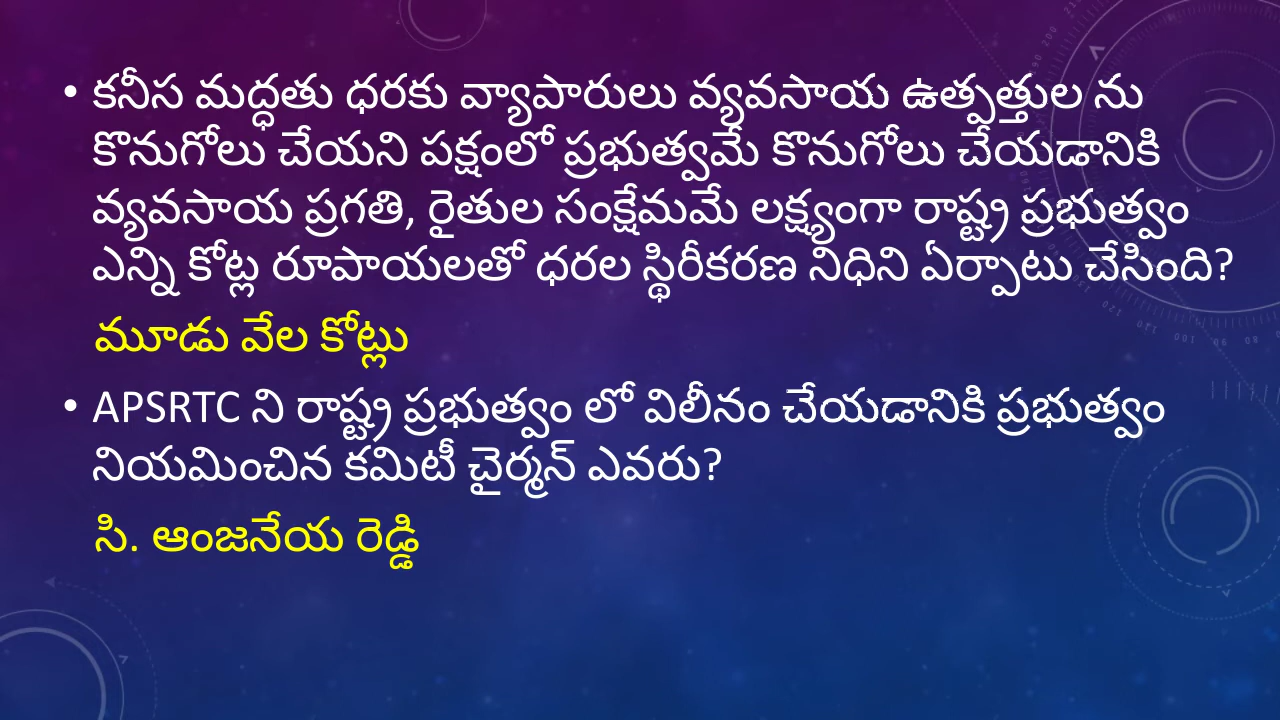 • కనీస మద్ధతు ధరకు వ్యాపారులు వ్యవసాయ ఉత్పత్తుల ను
కొనుగోలు చేయని పక్షంలో ప్రభుత్వమే కొనుగోలు చేయడానికి
వ్యవసాయ ప్రగతి, రైతుల సంక్షేమమే లక్ష్యంగా రాష్ట్ర ప్రభుత్వం
ఎన్ని కోట్ల రూపాయలతో ధరల స్థిరీకరణ నిధిని ఏర్పాటు చేసింది?
మూడు వేల కోట్లు
• APSRTC ని రాష్ట్ర ప్రభుత్వం లో విలీనం చేయడానికి ప్రభుత్వం
నియమించిన కమిటీ చైర్మన్ ఎవరు?
సి. ఆంజనేయ రెడ్డి